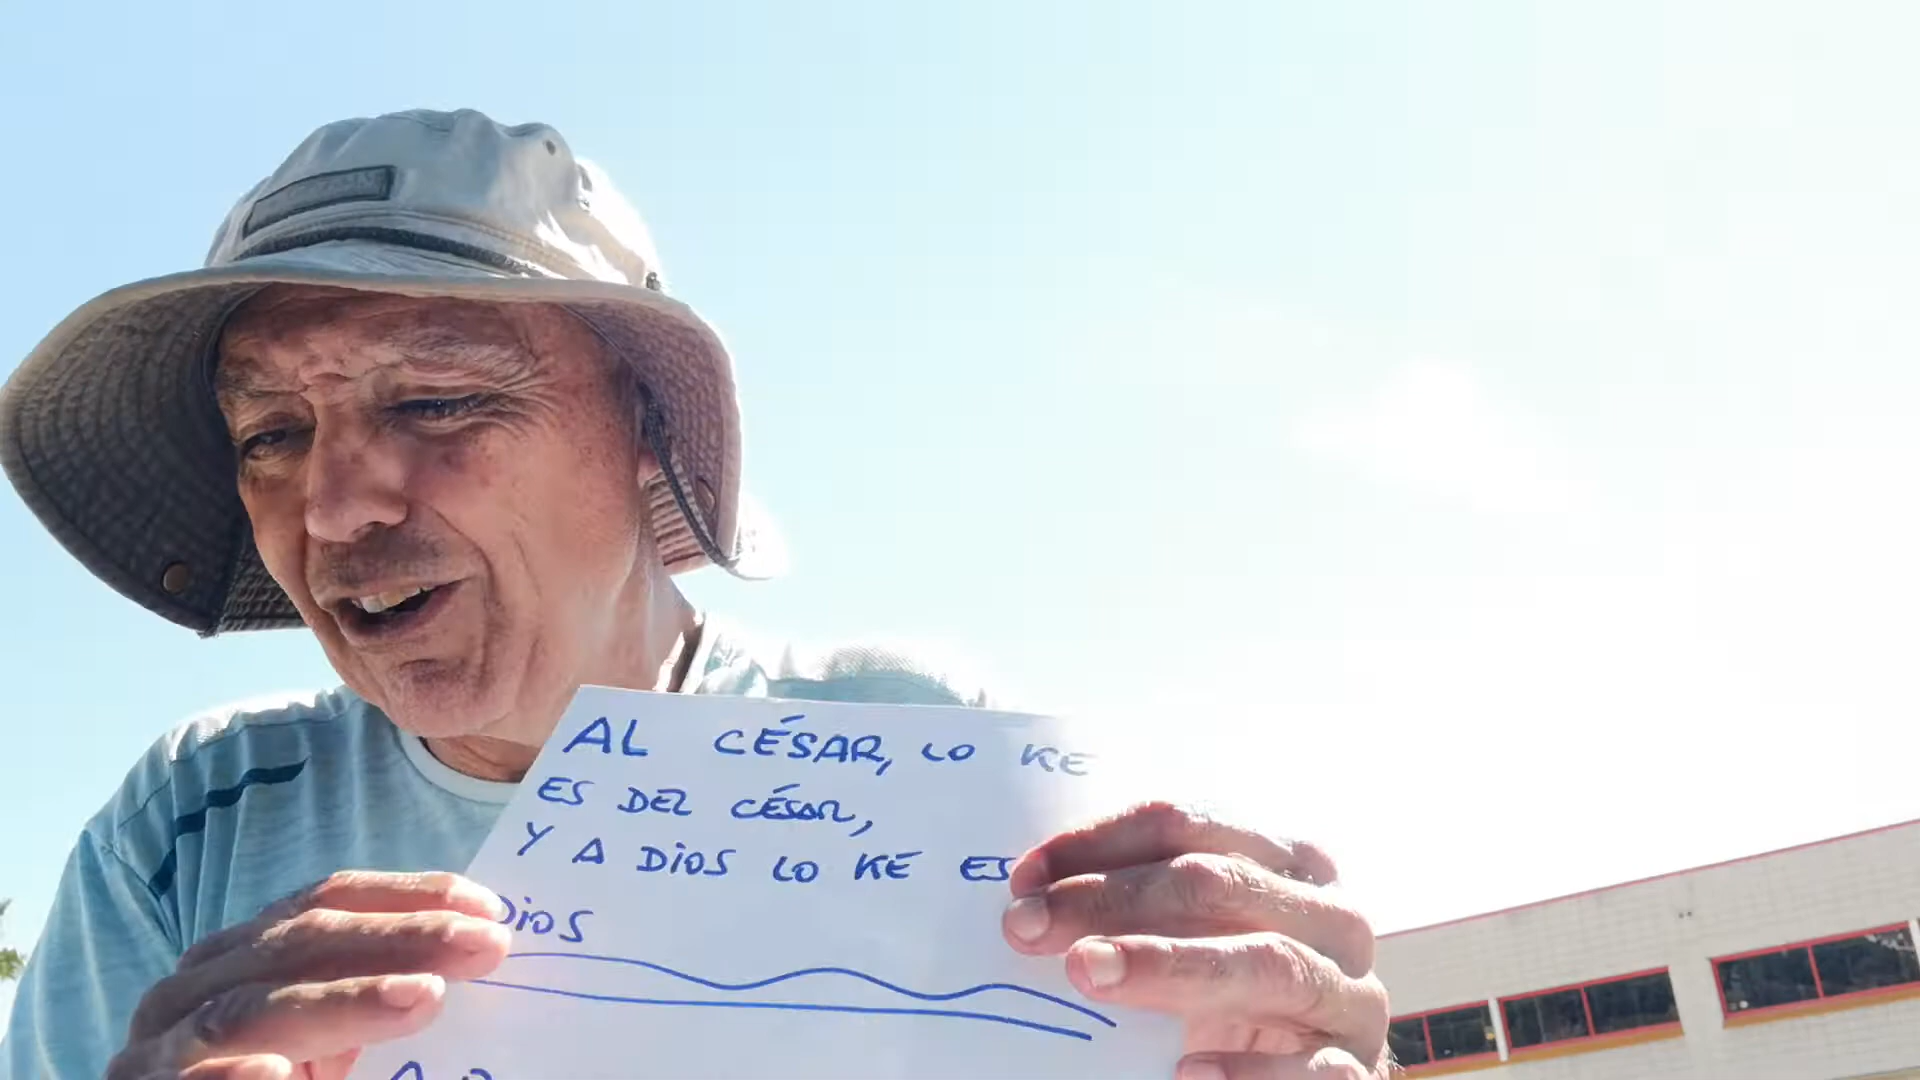 AL CÉSAR, LO KE
ES DEL CÉSAR,
Y A DIOS LO KE ES
DIOS